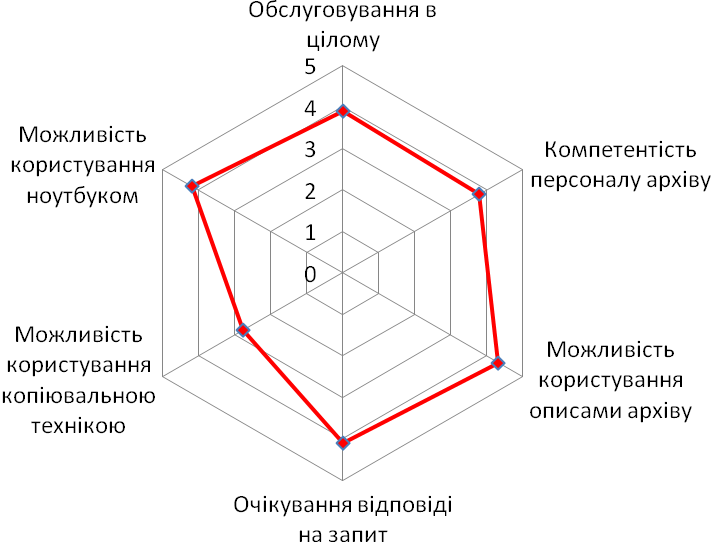 Обслуговування в
цілому
5
4
3
2
1
0
Компетентість
персоналу архіву
Можливість
користування
описами архіву
Очікування відповіді
на запит
Можливість
користування
копіювальною
технікою
Можливість
користування
ноутбуком